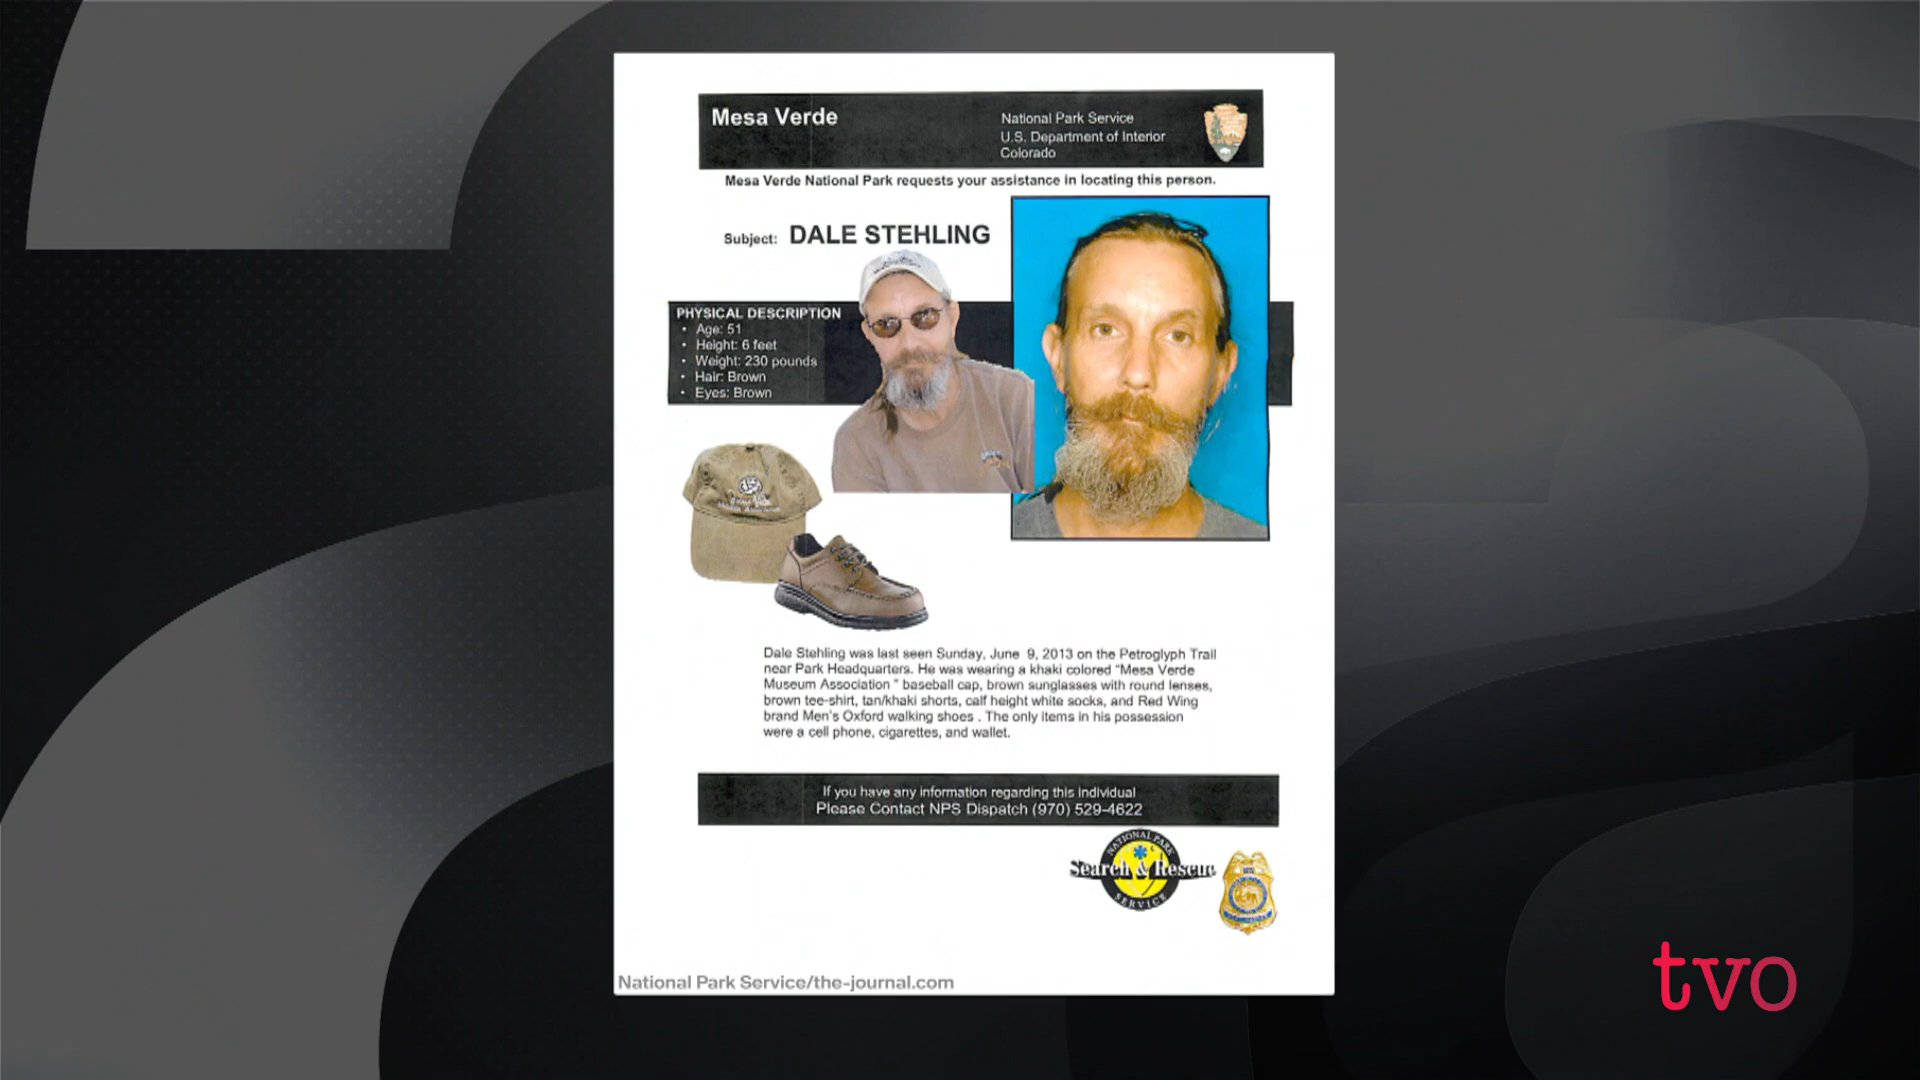 Mesa Verde
National Park Service
U.S. Department of Interior
Colorado
Mesa Verde National Park requests your assistance in locating this person.
Subject: DALE STEHLING
PHYSICAL DESCRIPTION
• Age: 51
• Height: 6 feet
• Weight: 230 pounds
• Hair: Brown
• Eyes: Brown
Dale Stehling was last seen Sunday, June 9, 2013 on the Petroglyph Trail
near Park Headquarters. He was wearing a khaki colored "Mesa Verde
Museum Association " baseball cap, brown sunglasses with round lenses,
brown tee-shirt, tan/khaki shorts, calf height white socks, and Red Wing
brand Men's Oxford walking shoes . The only items in his possession
were a cell phone, cigarettes, and wallet.
If you have any information regarding this individual
Please Contact NPS Dispatch (970) 529-4622
NATIONAL PARK
Search & Rescue
SERVICE
National Park Service/the-journal.com
tvo